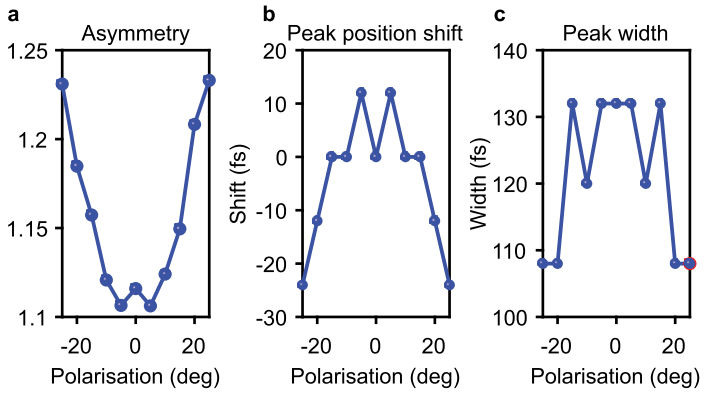 a
Asymmetry
1.25
1.2
1.15
1.1
-20 0 20
Polarisation (deg)
b
Peak position shift
Shift (fs)
20
10
0
-10
-20
-30
-20 0 20
Polarisation (deg)
c
Peak width
Width (fs)
140
130
120
110
100
-20 0 20
Polarisation (deg)